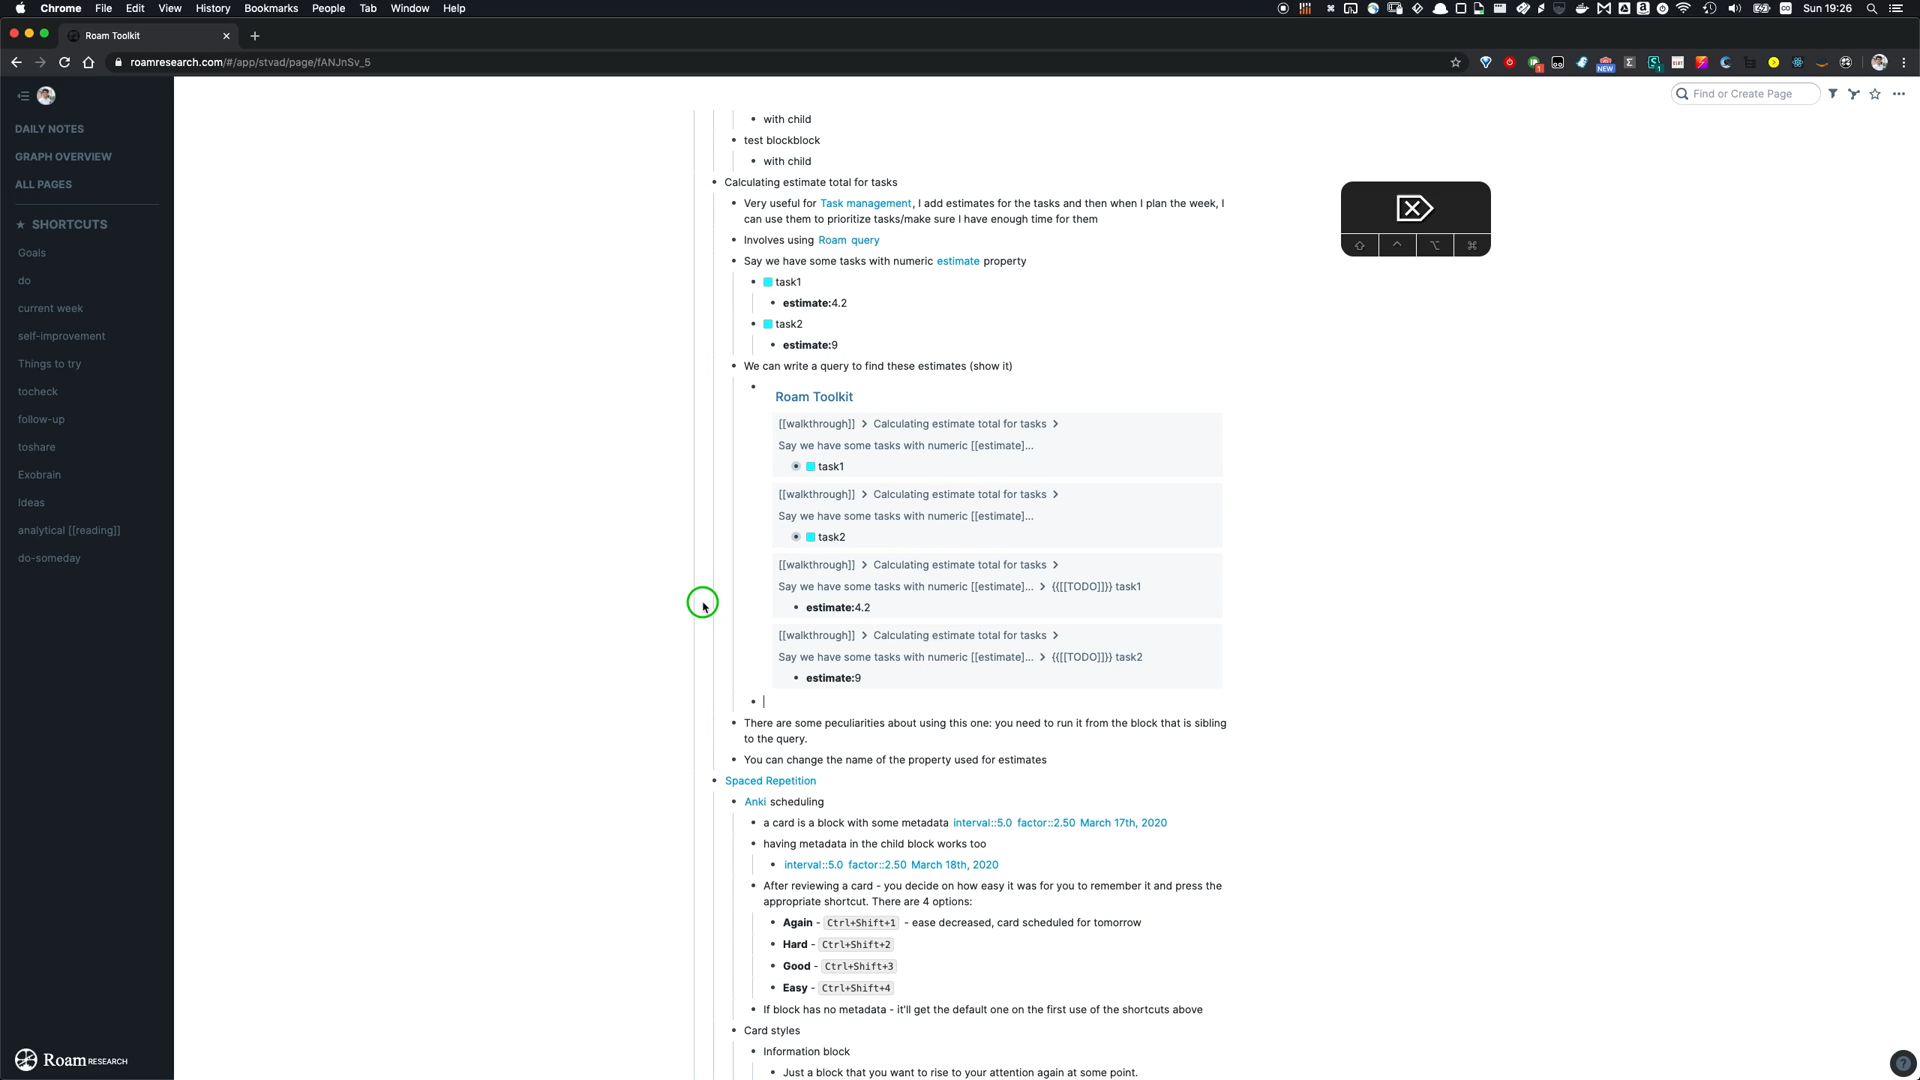 Chrome File Edit View History Bookmarks People Tab Window Help
Sun 19:26
Roam Toolkit
roamresearch.com/#/app/stvad/page/fANJnSv_5
NEW
Find or Create Page
DAILY NOTES
GRAPH OVERVIEW
ALL PAGES
SHORTCUTS
Goals
do
current week
self-improvement
Things to try
tocheck
follow-up
toshare
Exobrain
Ideas
analytical [[reading]]
do-someday
Roam RESEARCH
with child
test blockblock
with child
Calculating estimate total for tasks
Very useful for Task management, I add estimates for the tasks and then when I plan the week, I
can use them to prioritize tasks/make sure I have enough time for them
Involves using Roam query
Say we have some tasks with numeric estimate property
task1
estimate:4.2
task2
estimate:9
We can write a query to find these estimates (show it)
Roam Toolkit
[[walkthrough]] > Calculating estimate total for tasks >
Say we have some tasks with numeric [[estimate]...
task1
[[walkthrough]] > Calculating estimate total for tasks >
Say we have some tasks with numeric [[estimate]...
task2
[[walkthrough]] > Calculating estimate total for tasks >
Say we have some tasks with numeric [[estimate]... > {{[[TODO]]}} task1
estimate:4.2
[[walkthrough]] > Calculating estimate total for tasks >
Say we have some tasks with numeric [[estimate]... > {{[[TODO]]}} task2
estimate:9
There are some peculiarities about using this one: you need to run it from the block that is sibling
to the query.
You can change the name of the property used for estimates
Spaced Repetition
Anki scheduling
a card is a block with some metadata interval::5.0 factor::2.50 March 17th, 2020
having metadata in the child block works too
interval::5.0 factor::2.50 March 18th, 2020
After reviewing a card - you decide on how easy it was for you to remember it and press the
appropriate shortcut. There are 4 options:
Again - Ctrl+Shift+1 - ease decreased, card scheduled for tomorrow
Hard - Ctrl+Shift+2
Good - Ctrl+Shift+3
Easy - Ctrl+Shift+4
If block has no metadata - it'll get the default one on the first use of the shortcuts above
Card styles
Information block
Just a block that you want to rise to your attention again at some point.